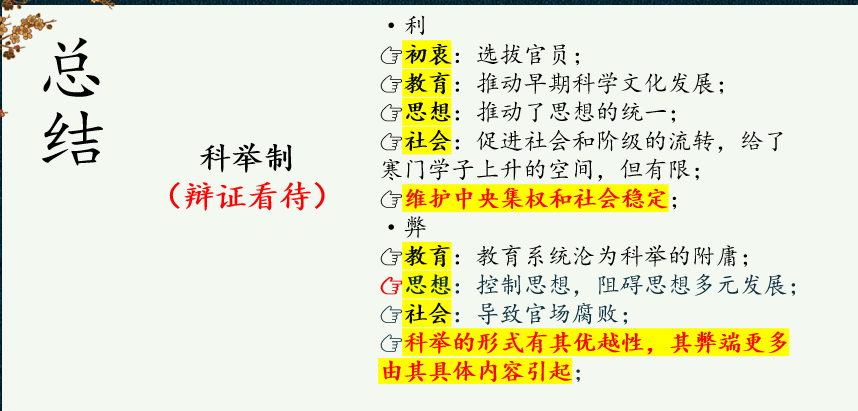 总
结
科举制
（辩证看待）
·利
👉初衷：选拔官员；
👉教育：推动早期科学文化发展；
👉思想：推动了思想的统一；
👉社会：促进社会和阶级的流转，给了
寒门学子上升的空间，但有限；
👉维护中央集权和社会稳定；
·弊
👉教育：教育系统沦为科举的附庸；
👉思想：控制思想，阻碍思想多元发展；
👉社会：导致官场腐败；
👉科举的形式有其优越性，其弊端更多
由其具体内容引起；